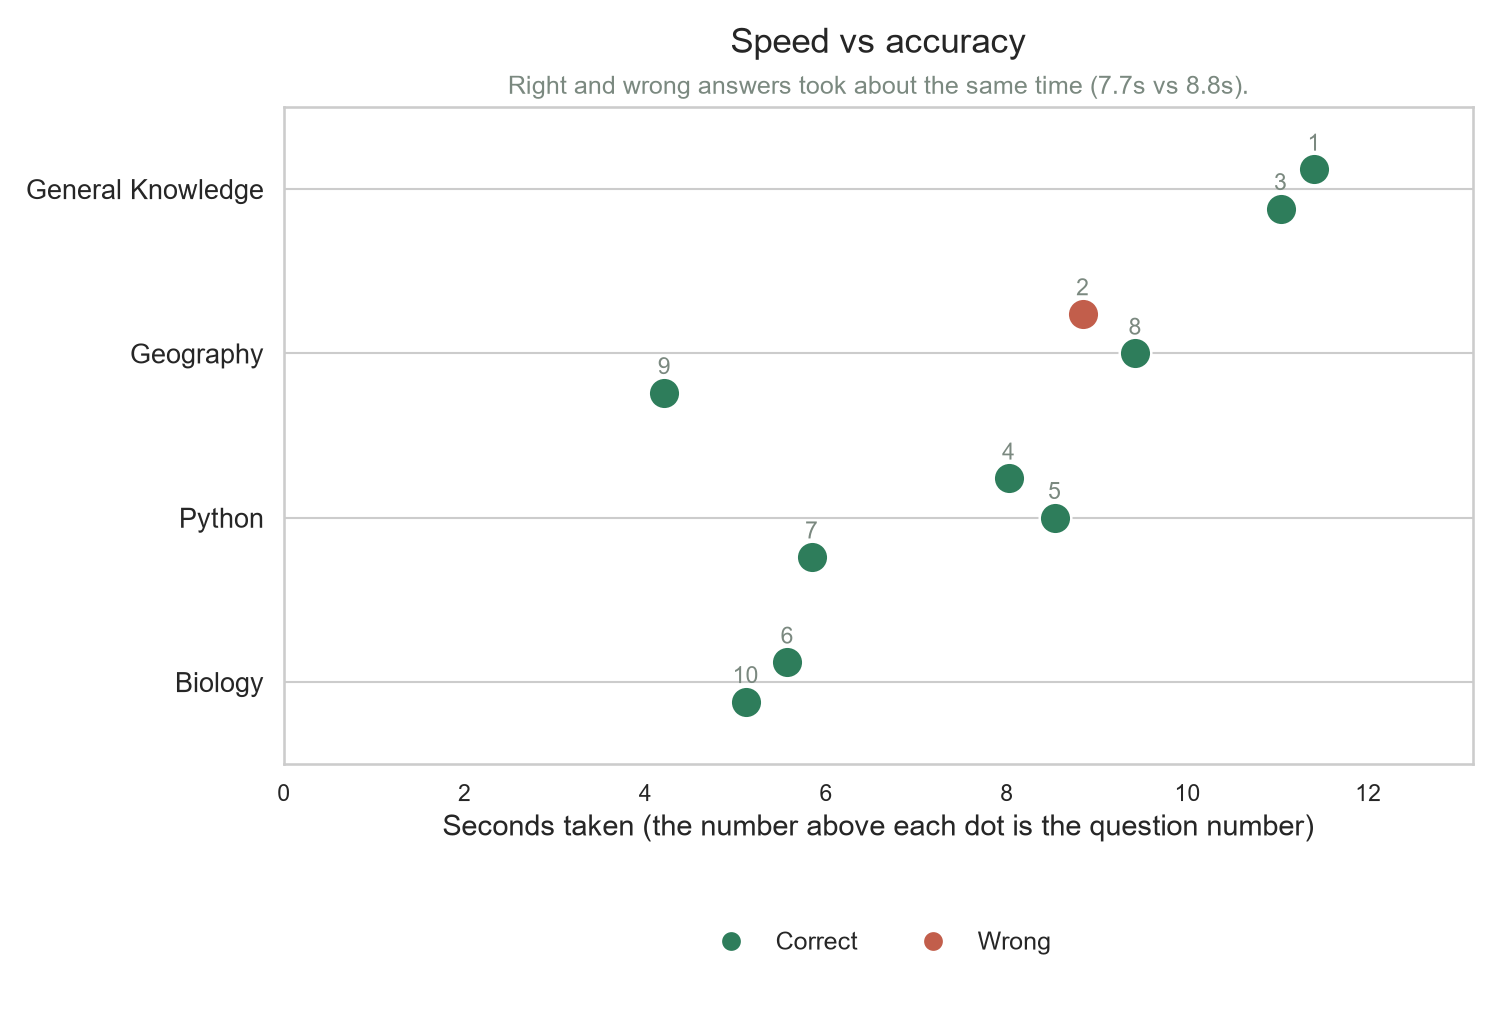 Speed vs accuracy
Right and wrong answers took about the same time (7.7s vs 8.8s).
1
General Knowledge
3
2
8
Geography
9
4
5
Python
7
6
10
Biology
0 2 4 6 8 10 12
Seconds taken (the number above each dot is the question number)
Correct Wrong